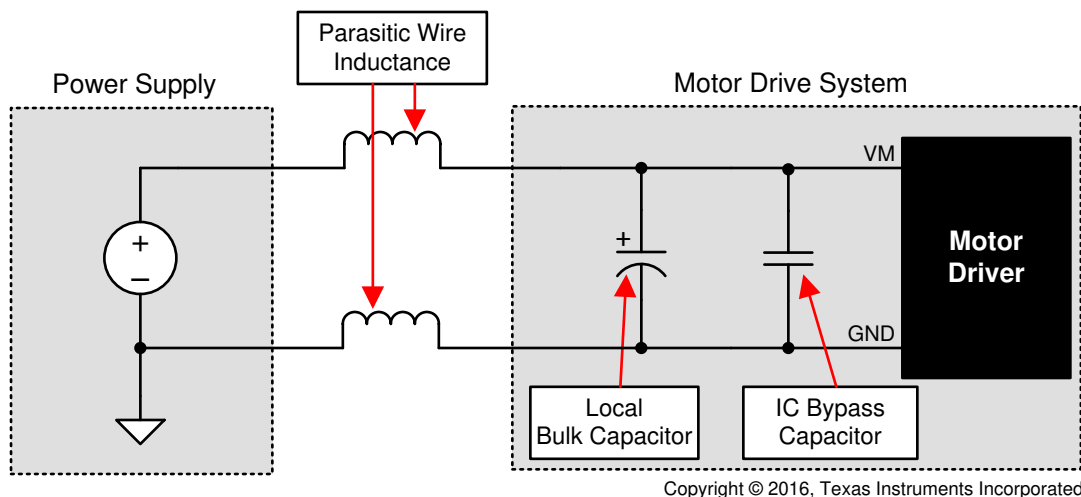 Parasitic Wire
Inductance
Power Supply
Motor Drive System
VM
+
−
+
Motor
Driver
GND
Local
Bulk Capacitor
IC Bypass
Capacitor
Copyright © 2016, Texas Instruments Incorporated